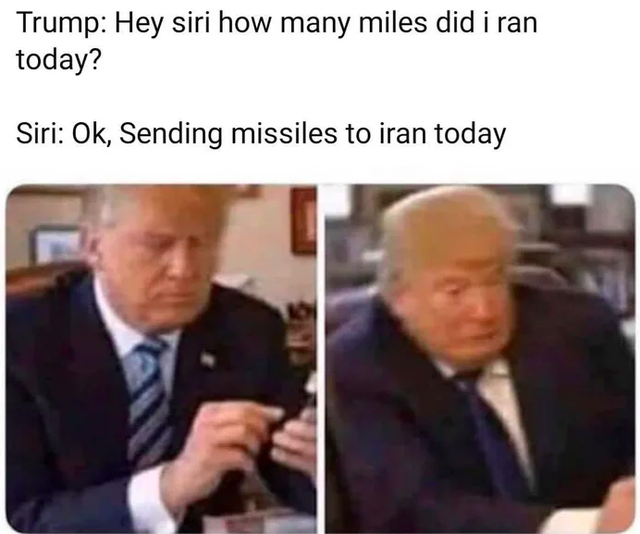 Trump: Hey siri how many miles did i ran
today?
Siri: Ok, Sending missiles to iran today